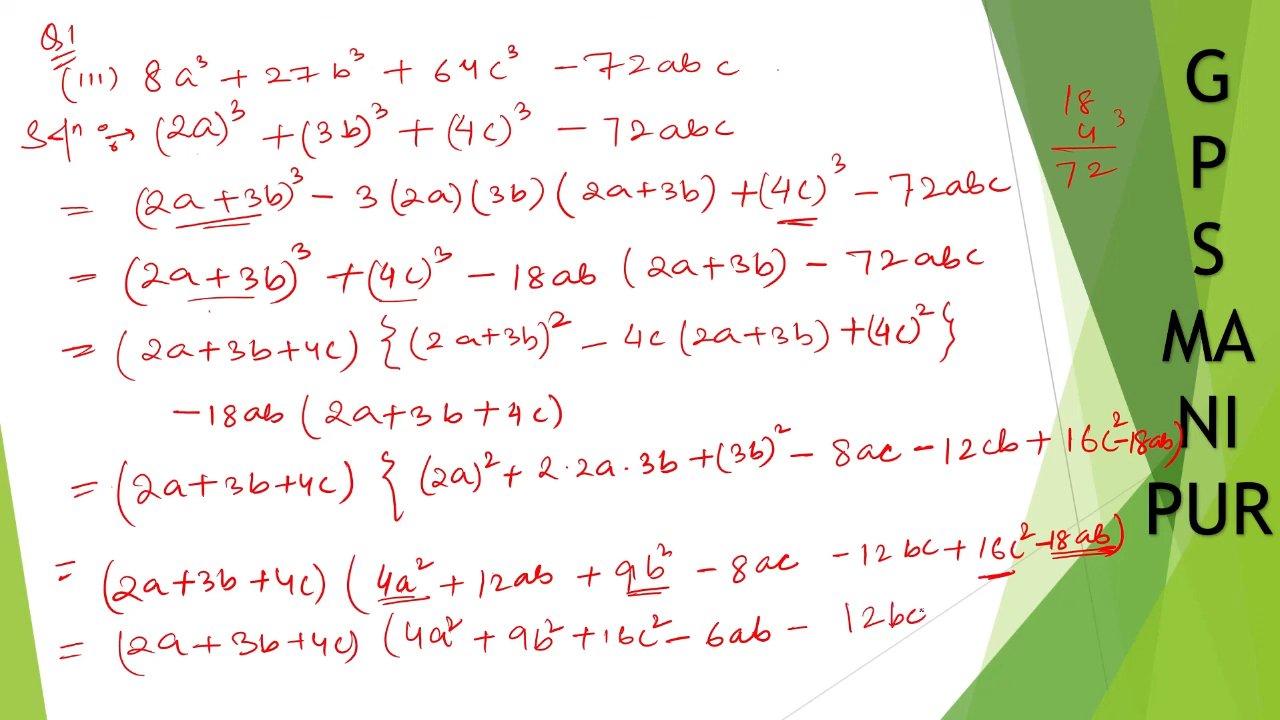 Q1
(iii) 8a³ + 27b³ + 64c³ - 72abc
Soln :→ (2a)³ + (3b)³ + (4c)³ - 72abc
= (2a+3b)³ - 3(2a)(3b)(2a+3b) + (4c)³ - 72abc
= (2a+3b)³ + (4c)³ - 18ab (2a+3b) - 72abc
= (2a+3b+4c) {(2a+3b)² - 4c(2a+3b) + (4c)²}
-18ab (2a+3b+4c)
= (2a+3b+4c) { (2a)² + 2·2a·3b + (3b)² - 8ac - 12cb + 16c² - 18ab)
= (2a+3b+4c) (4a² + 12ab + 9b² - 8ac - 12bc + 16c² - 18ab)
= (2a+3b+4c) (4a² + 9b² + 16c² - 6ab - 12bc
18
4 3
72
G
P
S
MA
NI
PUR